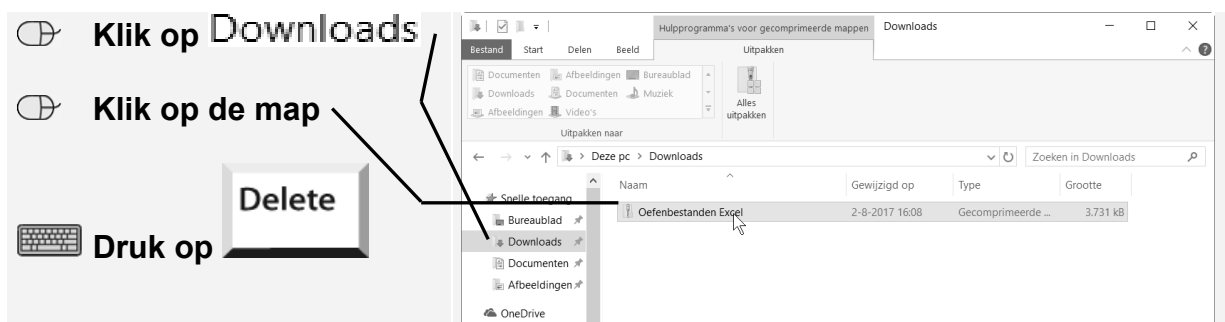 Klik op Downloads
Klik op de map
Delete
Druk op
Hulpprogramma's voor gecomprimeerde mappen Downloads
Bestand Start Delen Beeld Uitpakken
Documenten Afbeeldingen Bureaublad
Downloads Documenten Muziek
Afbeeldingen Video's
Alles
uitpakken
Uitpakken naar
Deze pc > Downloads
Zoeken in Downloads
Naam Gewijzigd op Type Grootte
Snelle toegang
Oefenbestanden Excel 2-8-2017 16:08 Gecomprimeerde ... 3.731 kB
Bureaublad
Downloads
Documenten
Afbeeldingen
OneDrive